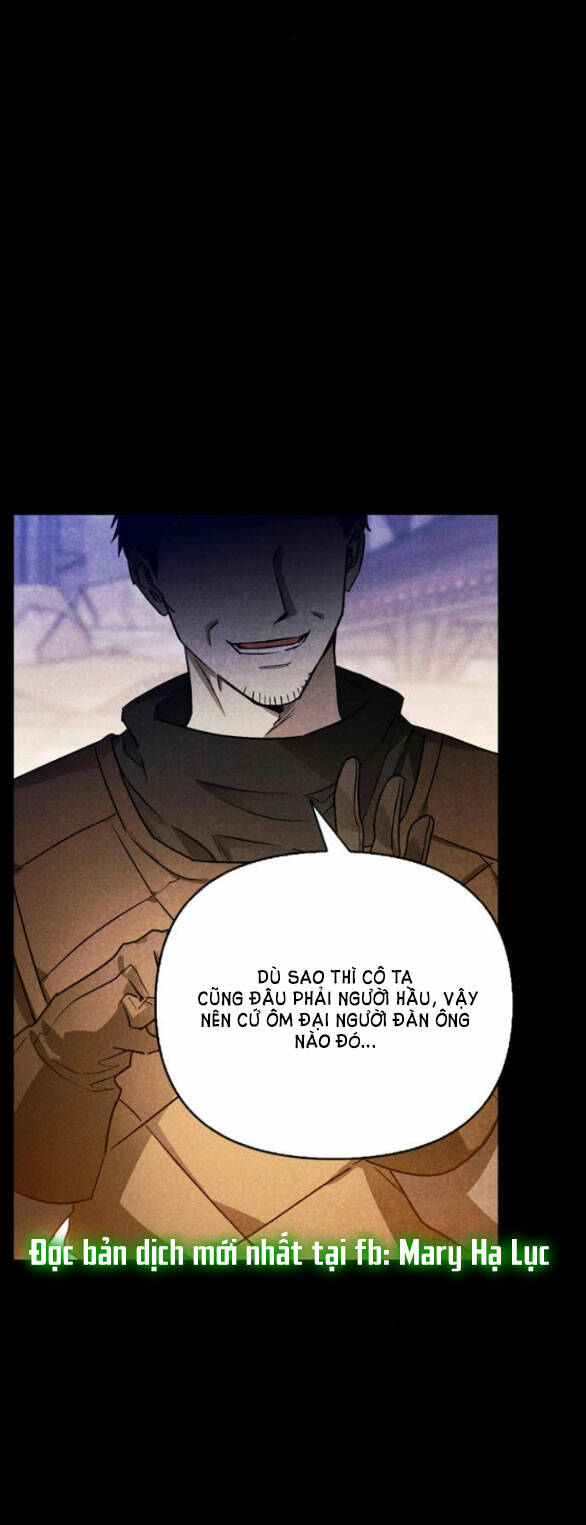 DÙ SAO THÌ CÔ TA
CŨNG ĐÂU PHẢI NGƯỜI HẦU, VẬY
NÊN CỨ ÔM ĐẠI NGƯỜI ĐÀN ÔNG
NÀO ĐÓ...
Đọc bản dịch mới nhất tại fb: Mary Hạ Lục